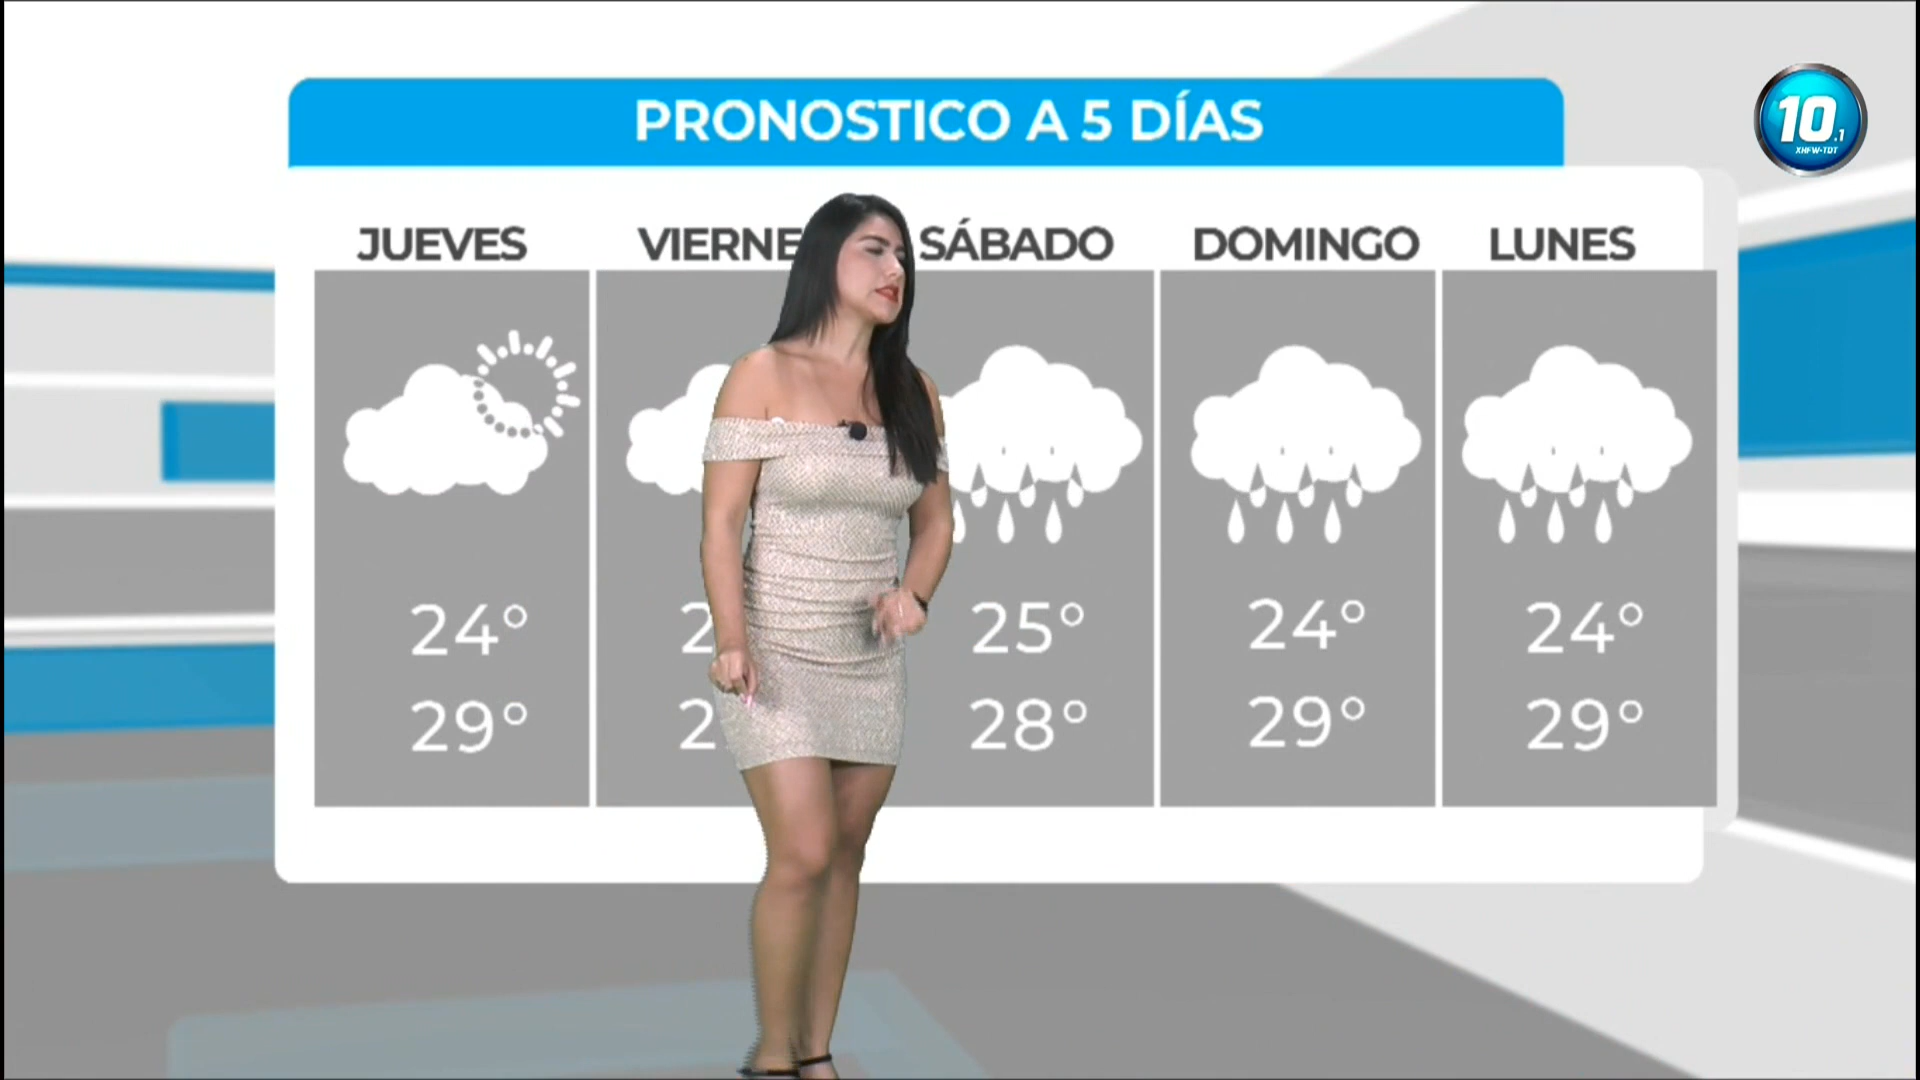 PRONOSTICO A 5 DÍAS
10.1
XHFW-TDT
JUEVES SÁBADO DOMINGO LUNES
24° 25° 24° 24°
29° 28° 29° 29°